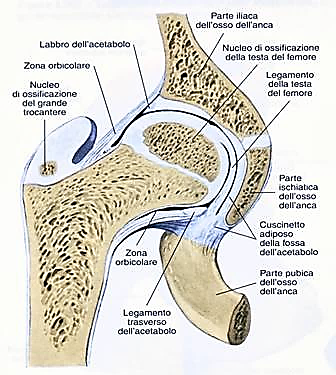 Parte iliaca
dell'osso dell'anca
Labbro dell'acetabolo
Nucleo di ossificazione
della testa del femore
Zona orbicolare
Legamento
della testa
del femore
Nucleo
di ossificazione
del grande
trocantere
Parte
ischiatica
dell'osso
dell'anca
Cuscinetto
adiposo
della fossa
dell'acetabolo
Zona
orbicolare
Parte pubica
dell'osso
dell'anca
Legamento
trasverso
dell'acetabolo